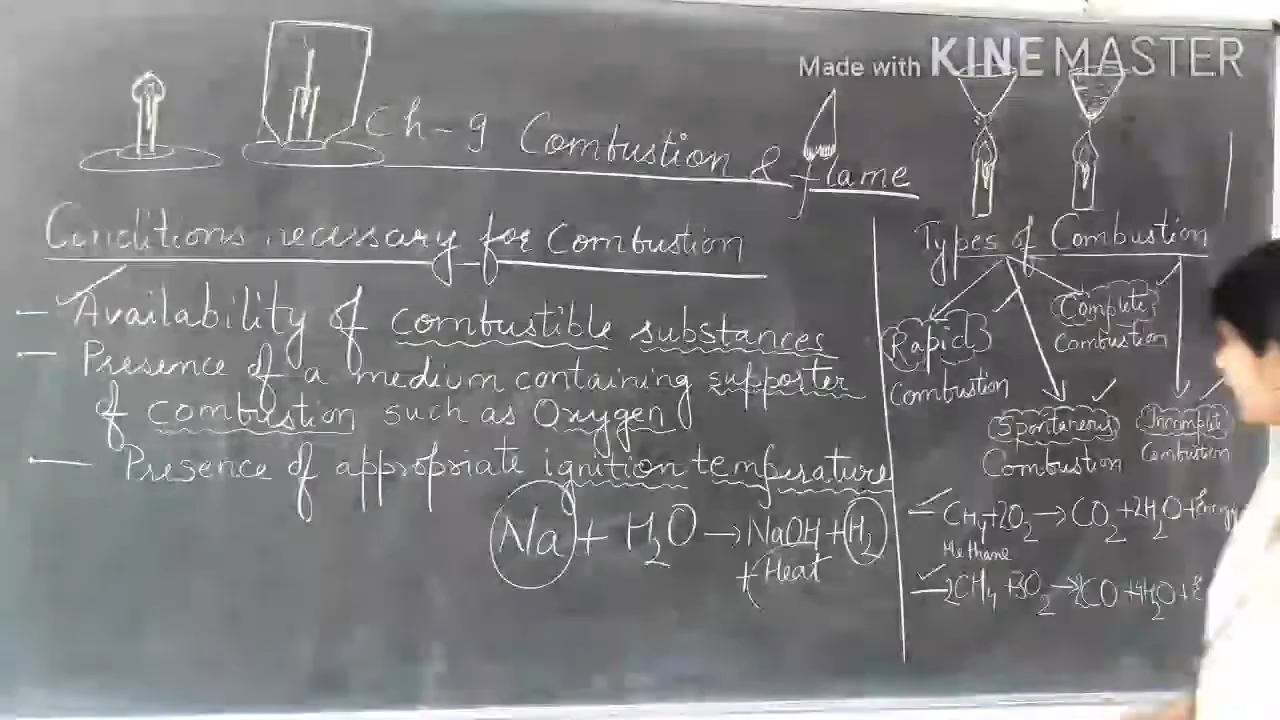 Made with KINEMASTER
Ch-9 Combustion & flame
Conditions necessary for Combustion
- Availability of combustible substances
- Presence of a medium containing supporter
of combustion such as Oxygen
- Presence of appropriate ignition temperature
Na + H₂O → NaOH + H₂
+ Heat
Types of Combustion
Rapid
Combustion
Complete
Combustion
Spontaneous
Combustion
Incomplete
Combustion
CH₄+2O₂ → CO₂ +2H₂O +Energy
Methane
2CH₄ +3O₂ → 2CO +4H₂O +E